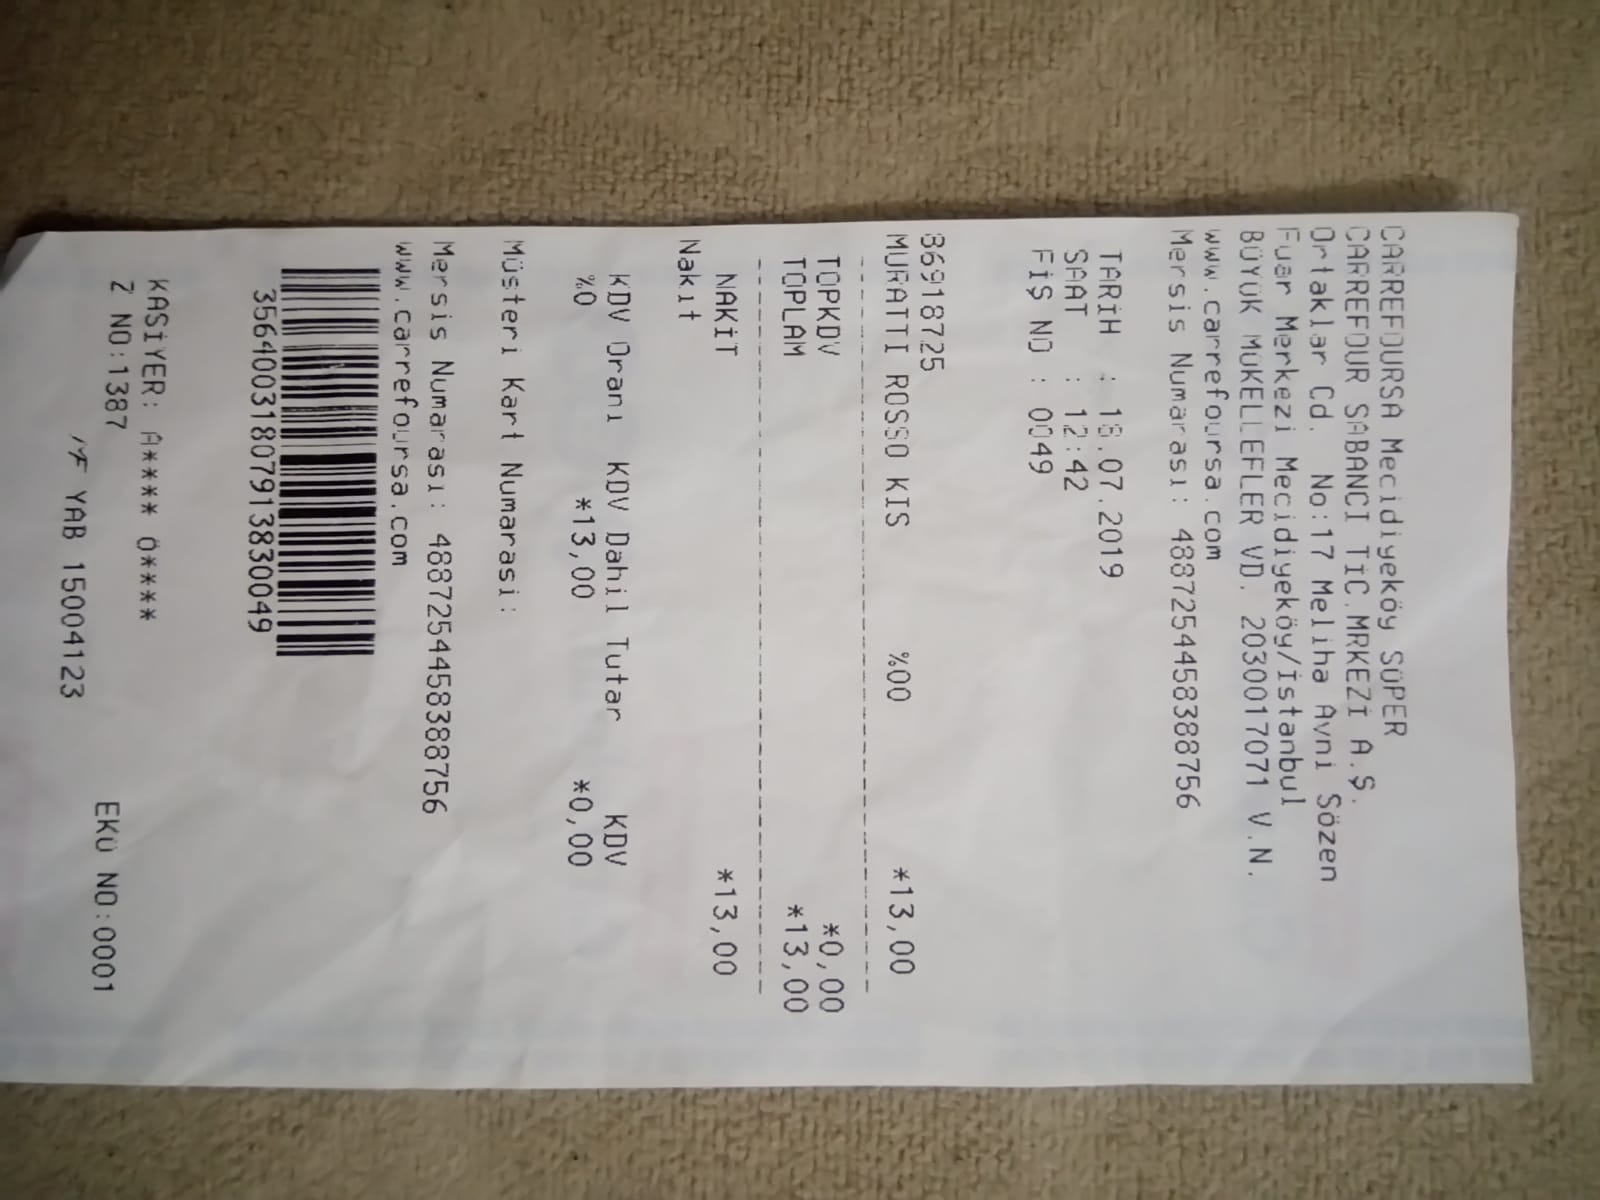 CARREFOURSA Mecidiyeköy SÜPER
CARREFOUR SABANCI TİC.MRKEZİ A.Ş.
Ortaklar Cd. No:17 Meliha Avni Sözen
Fuar Merkezi Mecidiyeköy/İstanbul
BÜYÜK MÜKELLEFLER VD. 2030017071 V.N.
www.carrefoursa.com
Mersis Numarası: 4887254458388756
TARİH : 18.07.2019
SAAT : 12:42
FİŞ NO : 0049
86918725
MURATTI ROSSO KIS %00 *13,00
TOPKDV *0,00
TOPLAM *13,00
NAKİT *13,00
Nakıt
KDV Oranı KDV Dahil Tutar KDV
%0 *13,00 *0,00
Müsteri Kart Numarasi:
Mersis Numarası: 4887254458388756
www.carrefoursa.com
35640031807913830049
KASİYER: A**** Ö****
Z NO:1387 EKÜ NO:0001
MF YAB 15004123